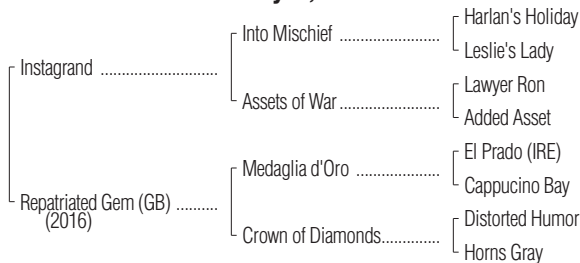 Harlan's Holiday
Into Mischief
Leslie's Lady
Instagrand
Lawyer Ron
Assets of War
Added Asset
El Prado (IRE)
Medaglia d'Oro
Cappucino Bay
Repatriated Gem (GB)
(2016)
Distorted Humor
Crown of Diamonds
Horns Gray